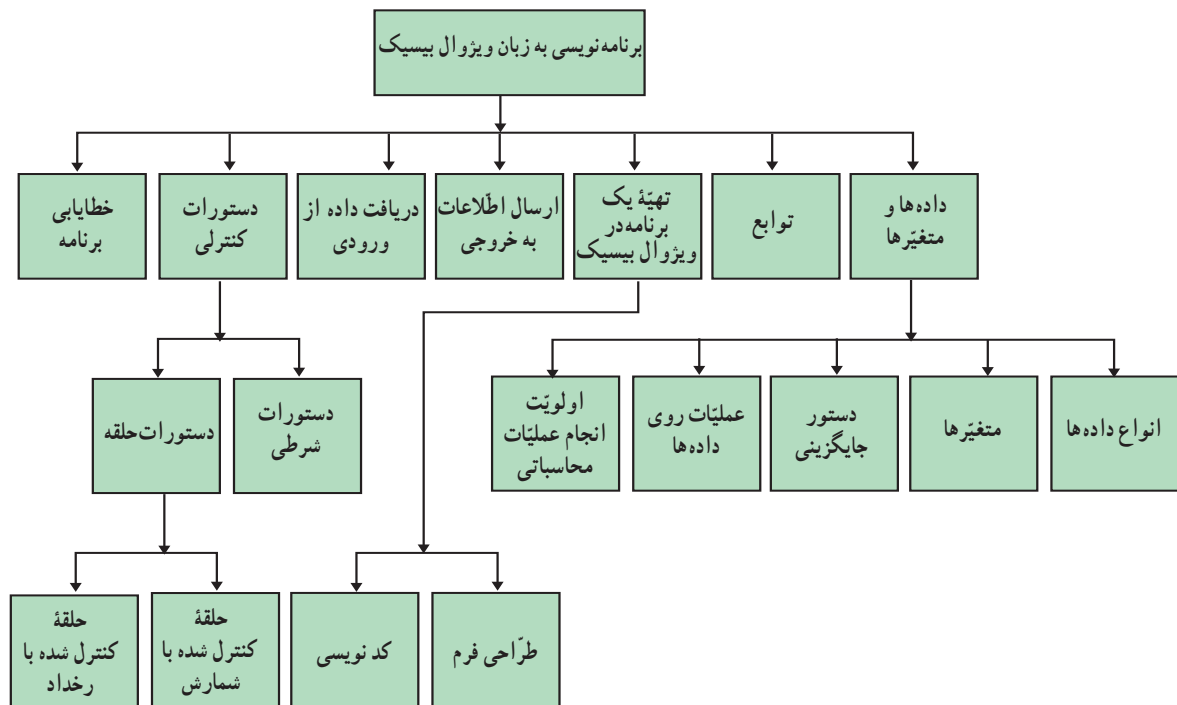 برنامه‌نویسی به زبان ویژوال بیسیک
داده‌ها و
متغیّرها
توابع
تهیّهٔ یک
برنامه‌در
ویژوال بیسیک
ارسال اطّلاعات
به خروجی
دریافت داده از
ورودی
دستورات
کنترلی
خطایابی
برنامه
انواع داده‌ها
متغیّرها
دستور
جایگزینی
عملیّات روی
داده‌ها
اولویّت
انجام عملیّات
محاسباتی
دستورات
شرطی
دستورات‌حلقه
طرّاحی فرم
کد نویسی
حلقهٔ
کنترل شده با
شمارش
حلقهٔ
کنترل شده با
رخداد